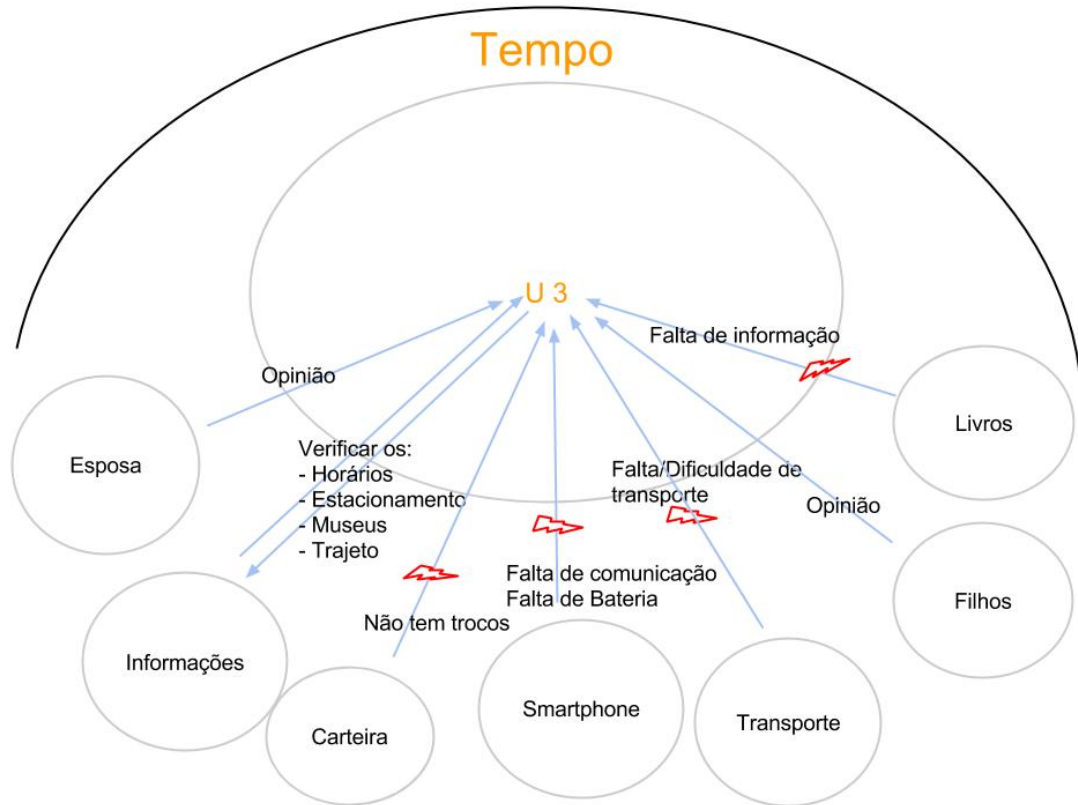 Tempo
U 3
Falta de informação
Opinião
Livros
Esposa
Verificar os:
- Horários
- Estacionamento
- Museus
- Trajeto
Falta/Dificuldade de
transporte
Opinião
Falta de comunicação
Falta de Bateria
Filhos
Não tem trocos
Informações
Smartphone
Transporte
Carteira